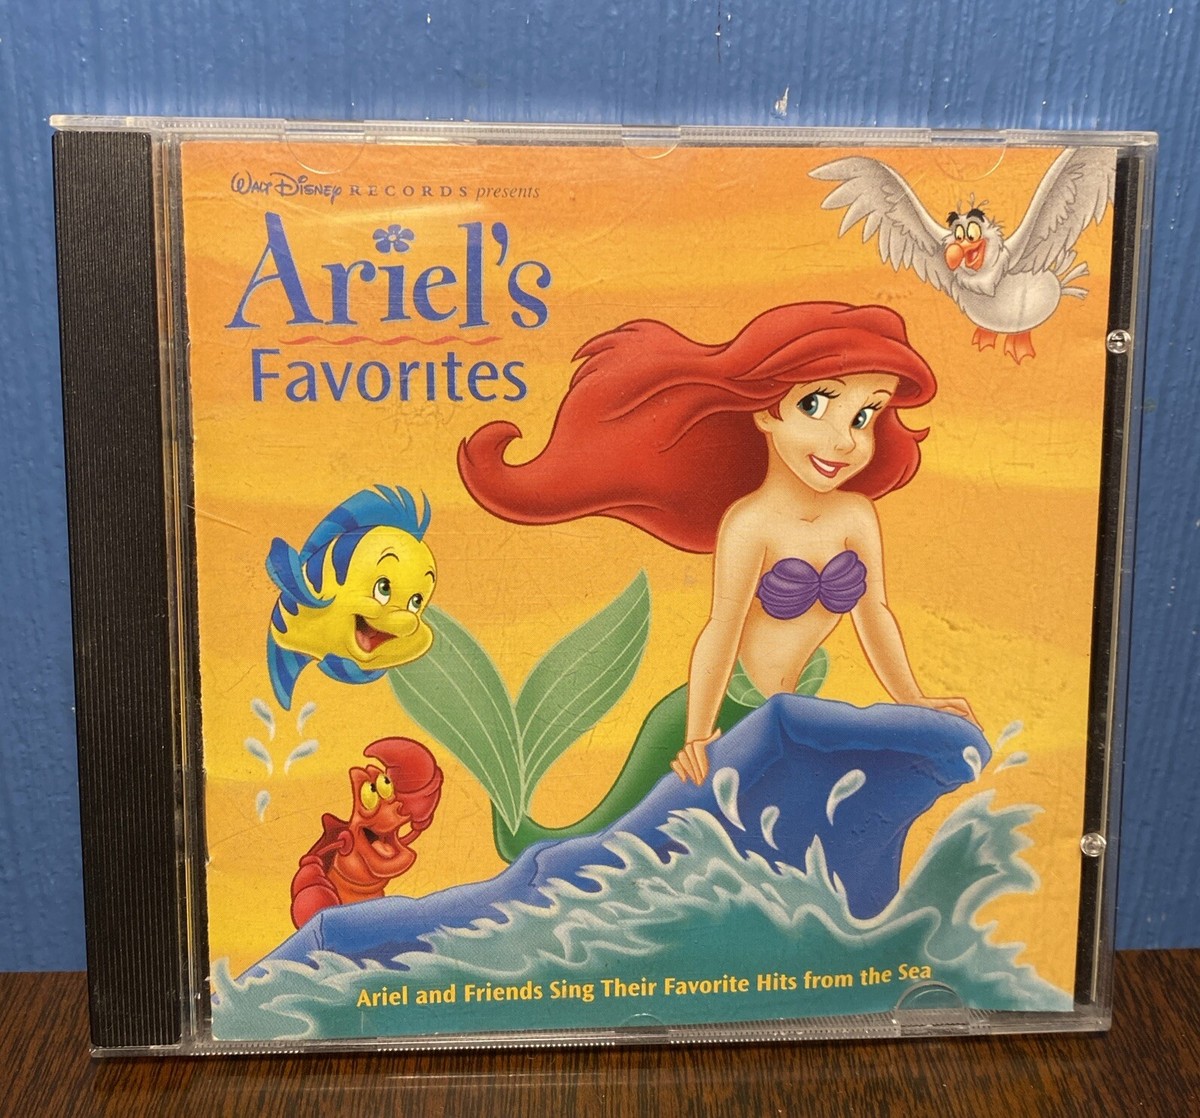 Walt Disney RECORDS presents
Ariel's
Favorites
Ariel and Friends Sing Their Favorite Hits from the Sea